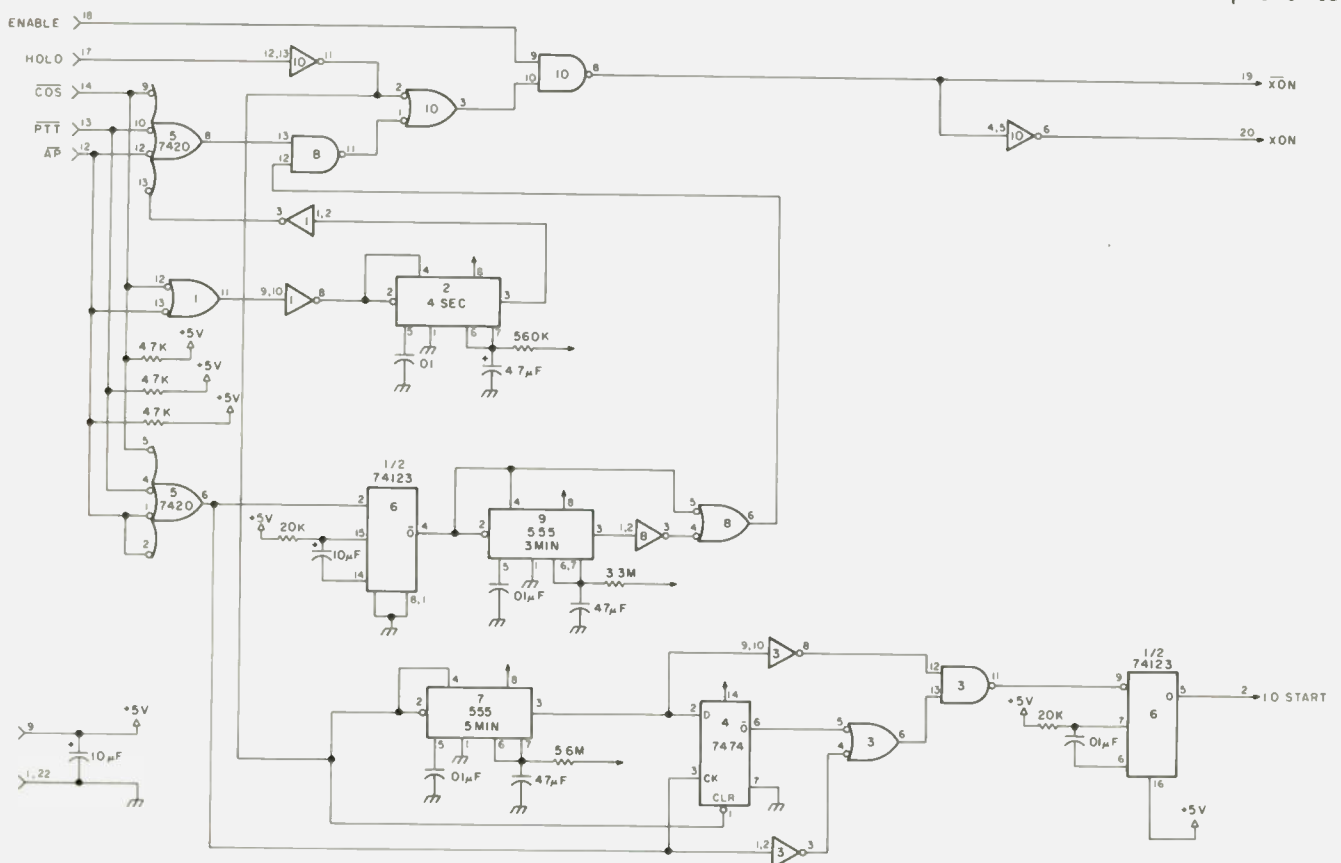 ENABLE 18
HOLO 17
12,13 10 11
COS 14
PTT 13
AP 12
9 10 12 13
5
7420
8
13 12 8 11
2 1 10 3
9 10 10 8
19 XON
4,5 10 6
20 XON
3 1 1,2
12 13 1 11
9,10 1 8
4 8
2 2 3
4 SEC
5 1 6 7
01
560K
+ 47µF
47K +5V
47K +5V
47K +5V
5 4 1 2
5
7420
6
1/2
74123
2 6
+5V 20K 15
+ 10µF 14
O 4
8,1
4 8
2 9 3
555
3MIN
5 1 6,7
01µF
33M
47µF
1,2 8 3
5 4 8 6
4 8
2 7 3
555
5MIN
5 1 6 7
01µF
56M
47µF
9,10 3 8
14
2 D 4 O 6
7474
3 CK 7
CLR
1
1,2 3 3
5 4 3 6
12 13 3 11
1/2
74123
9 6 O 5
2 IO START
+5V 20K 7
01µF 6
16
+5V
9 +5V
+ 10µF
1,22